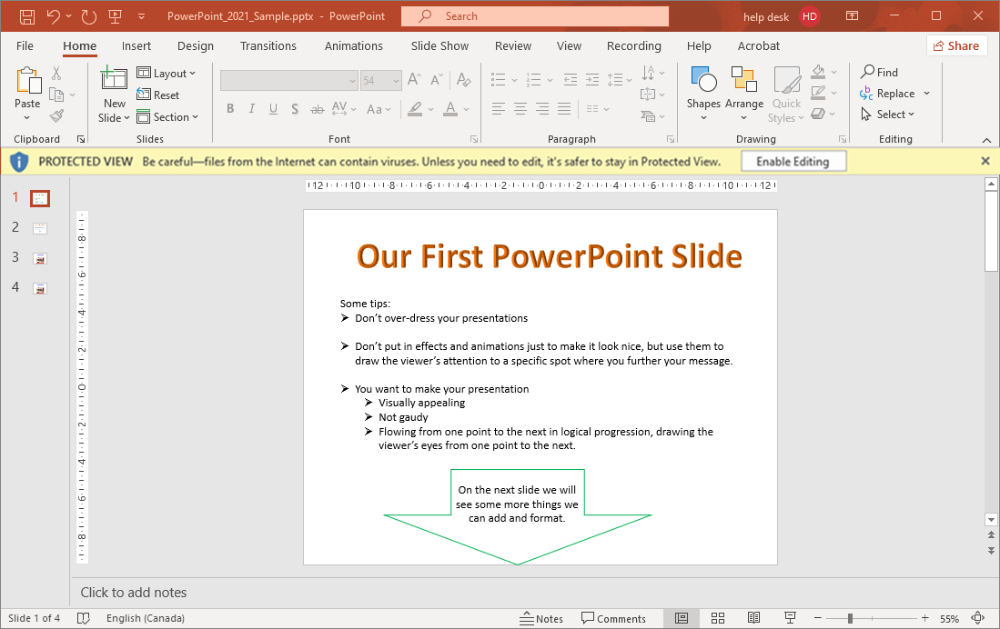 PowerPoint_2021_Sample.pptx - PowerPoint
Search
help desk HD
File Home Insert Design Transitions Animations Slide Show Review View Recording Help Acrobat Share
Paste
New Slide
Layout
Reset
Section
54
A A A
B I U S ab AV Aa A
Shapes
Arrange
Quick Styles
Find
Replace
Select
Clipboard Slides Font Paragraph Drawing Editing
PROTECTED VIEW Be careful—files from the Internet can contain viruses. Unless you need to edit, it's safer to stay in Protected View. Enable Editing
12 10 8 6 4 2 0 2 4 6 8 10 12
8
6
4
2
0
2
4
6
8
1
2
3
4
Our First PowerPoint Slide
Some tips:
➢ Don't over-dress your presentations
➢ Don't put in effects and animations just to make it look nice, but use them to
draw the viewer's attention to a specific spot where you further your message.
➢ You want to make your presentation
➢ Visually appealing
➢ Not gaudy
➢ Flowing from one point to the next in logical progression, drawing the
viewer's eyes from one point to the next.
On the next slide we will
see some more things we
can add and format.
Click to add notes
Slide 1 of 4 English (Canada) Notes Comments 55%